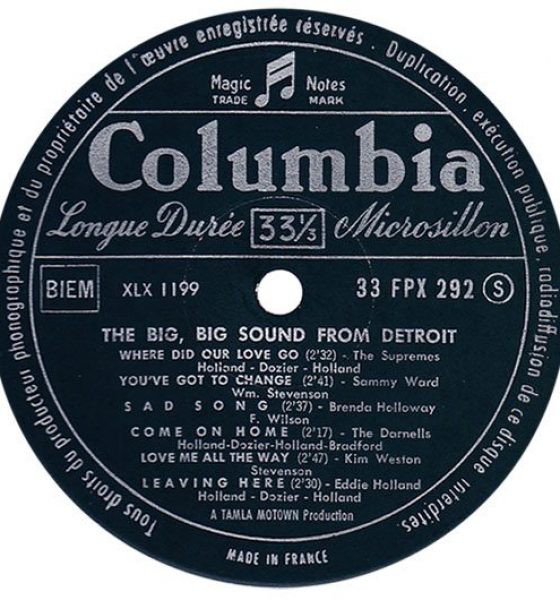 Tous droits du producteur phonographique et du propriétaire de l'œuvre enregistrée réservés. Duplication, exécution publique, radiodiffusion de ce disque interdites.
Magic Notes
TRADE MARK
Columbia
Longue Durée 33 1/3 Microsillon
BIEM XLX 1199 33 FPX 292 S
THE BIG, BIG SOUND FROM DETROIT
WHERE DID OUR LOVE GO (2'32) - The Supremes
Holland - Dozier - Holland
YOU'VE GOT TO CHANGE (2'41) - Sammy Ward
Wm. Stevenson
SAD SONG (2'37) - Brenda Holloway
F. Wilson
COME ON HOME (2'17) - The Darnells
Holland-Dozier-Holland-Bradford
LOVE ME ALL THE WAY (2'47) - Kim Weston
Stevenson
LEAVING HERE (2'30) - Eddie Holland
Holland - Dozier - Holland
A TAMLA MOTOWN Production
MADE IN FRANCE